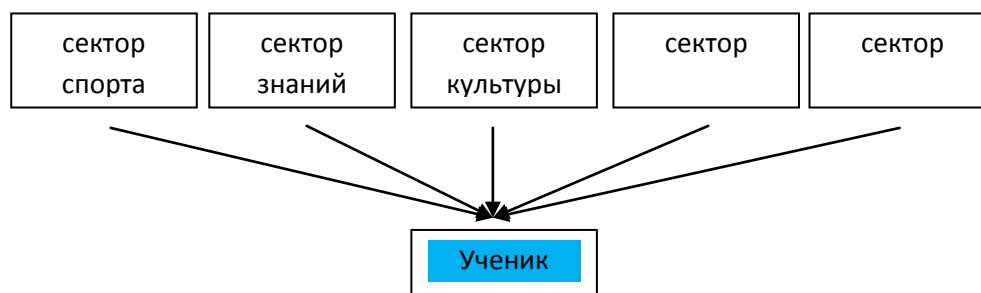 сектор
спорта
сектор
знаний
сектор
культуры
сектор
сектор
Ученик